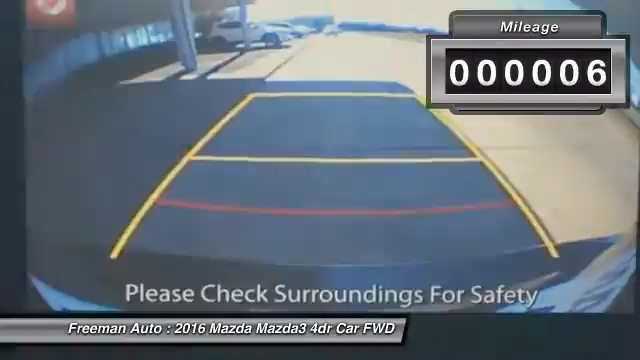 Mileage
000006
Please Check Surroundings For Safety
Freeman Auto : 2016 Mazda Mazda3 4dr Car FWD